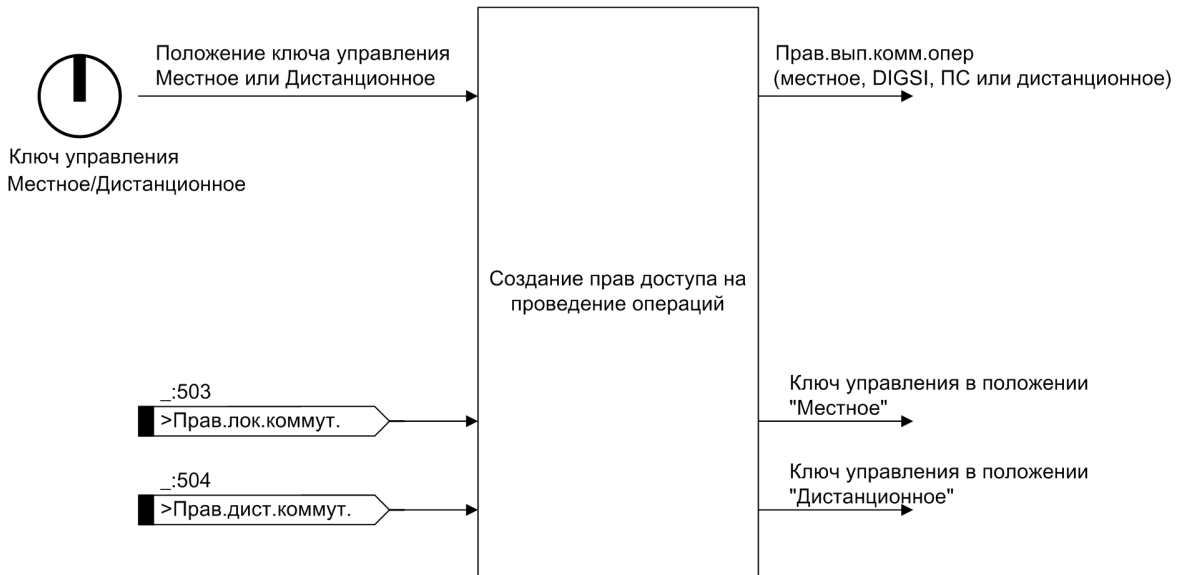 Положение ключа управления
Местное или Дистанционное
Ключ управления
Местное/Дистанционное
Прав.вып.комм.опер
(местное, DIGSI, ПС или дистанционное)
Создание прав доступа на
проведение операций
_:503
>Прав.лок.коммут.
_:504
>Прав.дист.коммут.
Ключ управления в положении
"Местное"
Ключ управления в положении
"Дистанционное"